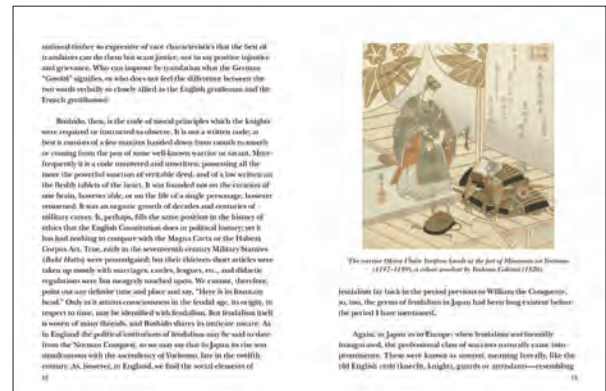 national timbre so expressive of race characteristics that the best of
translators can do them but scant justice, not to say positive injustice
and grievance. Who can improve by translation what the German
"Gemüth" signifies, or who does not feel the difference between the
two words verbally so closely allied as the English gentleman and the
French gentilhomme?
Bushido, then, is the code of moral principles which the knights
were required or instructed to observe. It is not a written code; at
best it consists of a few maxims handed down from mouth to mouth
or coming from the pen of some well-known warrior or savant. More
frequently it is a code unuttered and unwritten, possessing all the
more the powerful sanction of veritable deed, and of a law written on
the fleshly tablets of the heart. It was founded not on the creation of
one brain, however able, or on the life of a single personage, however
renowned. It was an organic growth of decades and centuries of
military career. It, perhaps, fills the same position in the history of
ethics that the English Constitution does in political history; yet it
has had nothing to compare with the Magna Carta or the Habeas
Corpus Act. True, early in the seventeenth century Military Statutes
(Buké Hatto) were promulgated; but their thirteen short articles were
taken up mostly with marriages, castles, leagues, etc., and didactic
regulations were but meagerly touched upon. We cannot, therefore,
point out any definite time and place and say, "Here is its fountain
head." Only as it attains consciousness in the feudal age, its origin, in
respect to time, may be identified with feudalism. But feudalism itself
is woven of many threads, and Bushido shares its intricate nature. As
in England the political institutions of feudalism may be said to date
from the Norman Conquest, so we may say that in Japan its rise was
simultaneous with the ascendency of Yoritomo, late in the twelfth
century. As, however, in England, we find the social elements of
12
feudalism far back in the period previous to William the Conqueror,
so, too, the germs of feudalism in Japan had been long existent before
the period I have mentioned.
Again, in Japan as in Europe, when feudalism was formally
inaugurated, the professional class of warriors naturally came into
prominence. These were known as samurai, meaning literally, like the
old English cniht (knecht, knight), guards or attendants—resembling